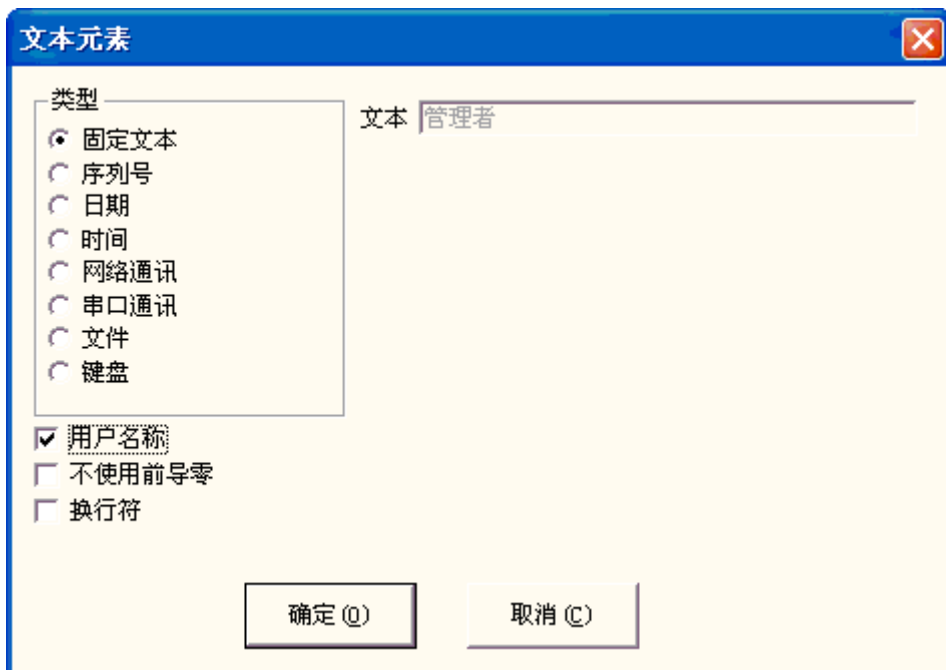 文本元素
类型
固定文本
序列号
日期
时间
网络通讯
串口通讯
文件
键盘
文本 管理者
用户名称
不使用前导零
换行符
确定(O) 取消(C)